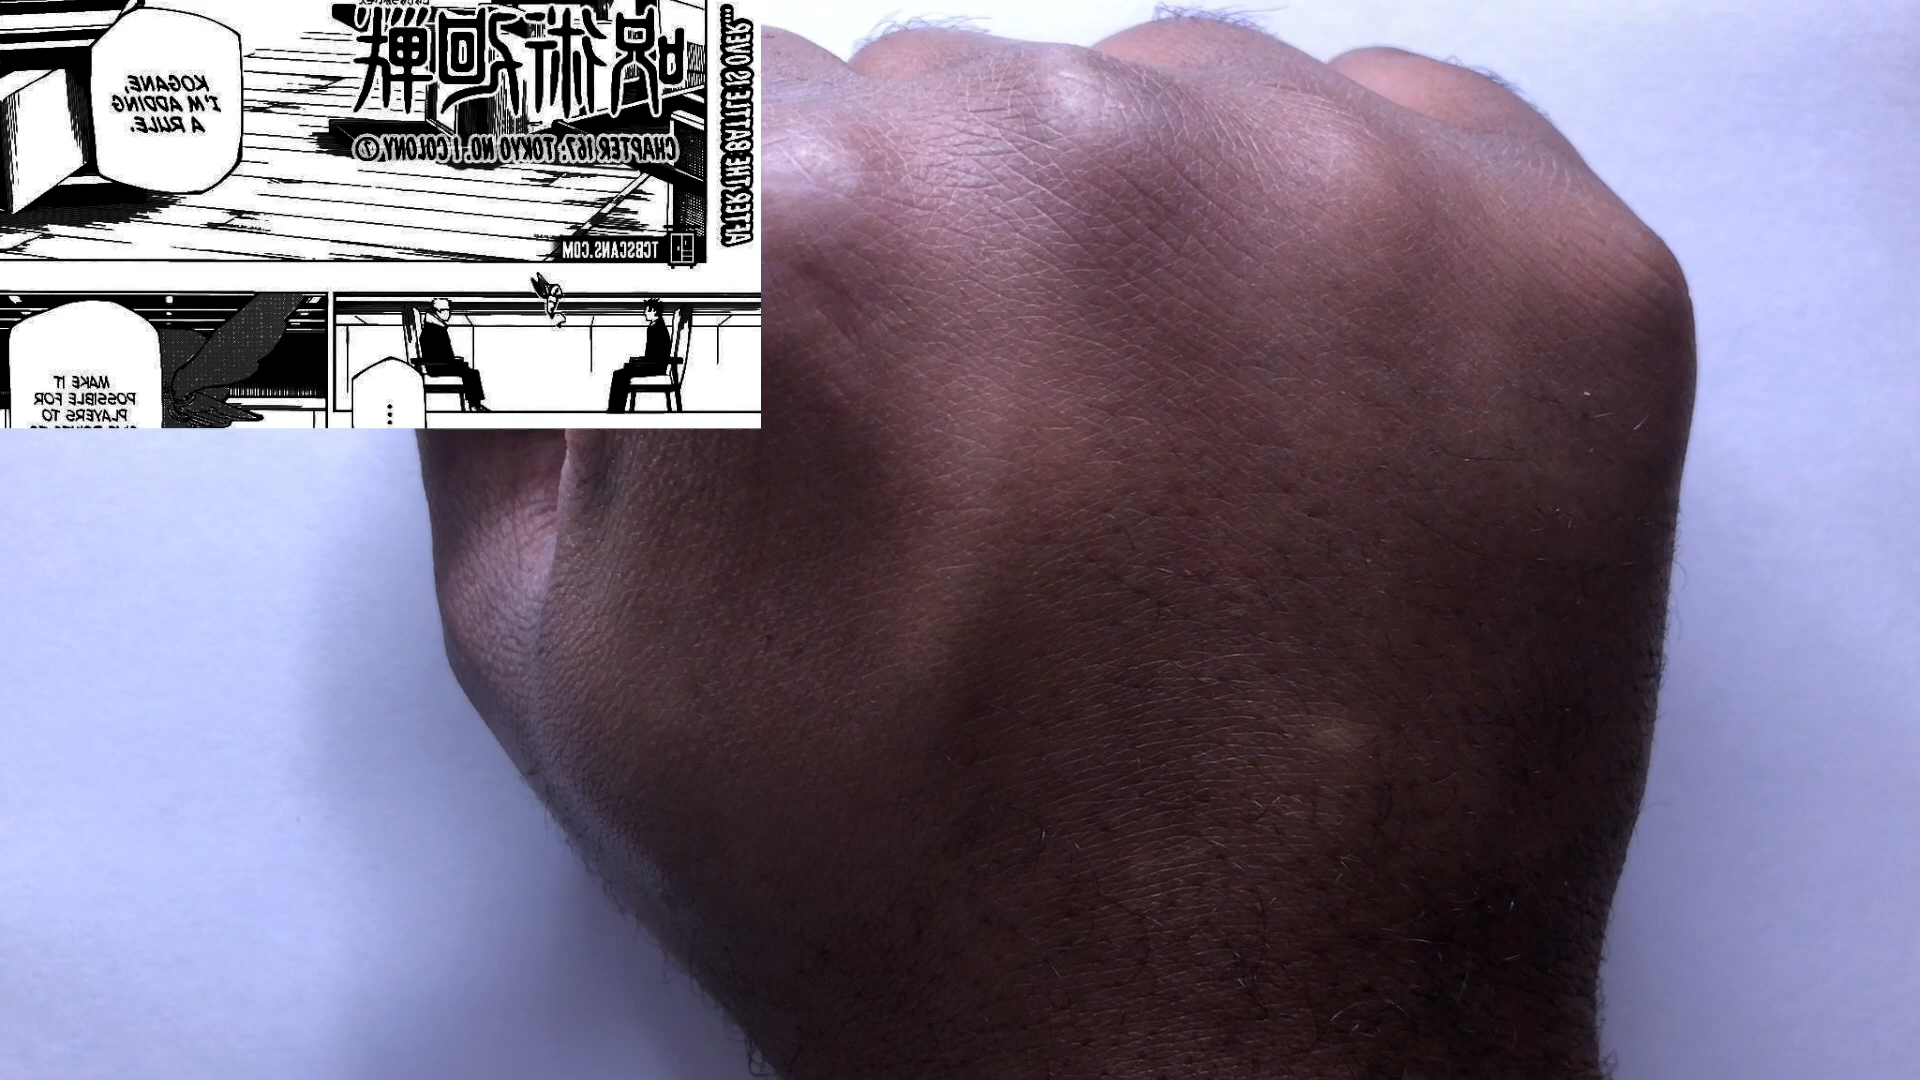 呪術廻戦
CHAPTER 167: TOKYO NO. 1 COLONY ⑦
AFTER THE BATTLE IS OVER...
KOGANE,
I'M ADDING
A RULE.
TCBSCANS.COM
...
MAKE IT
POSSIBLE FOR
PLAYERS TO